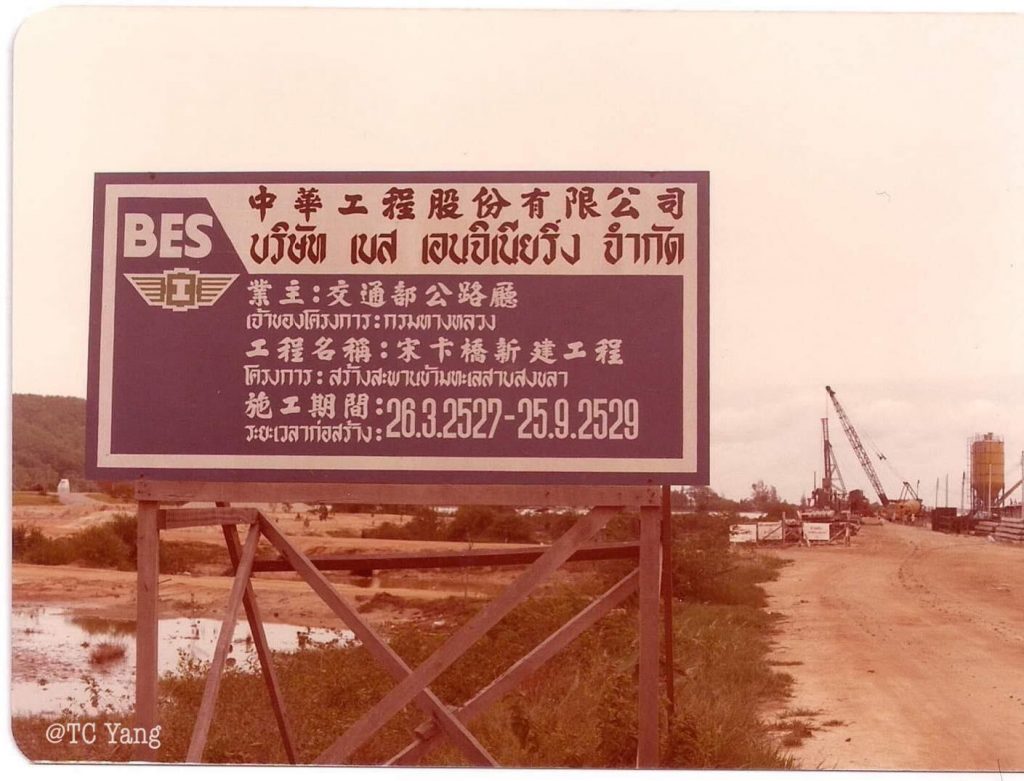 BES
工
中華工程股份有限公司
บริษัท เบส เอนจิเนียริ่ง จำกัด
業主:交通部公路廳
เจ้าของโครงการ:กรมทางหลวง
工程名稱:宋卡橋新建工程
โครงการ:สร้างสะพานข้ามทะเลสาบสงขลา
施工期間:26.3.2527-25.9.2529
ระยะเวลาก่อสร้าง:
@TC Yang